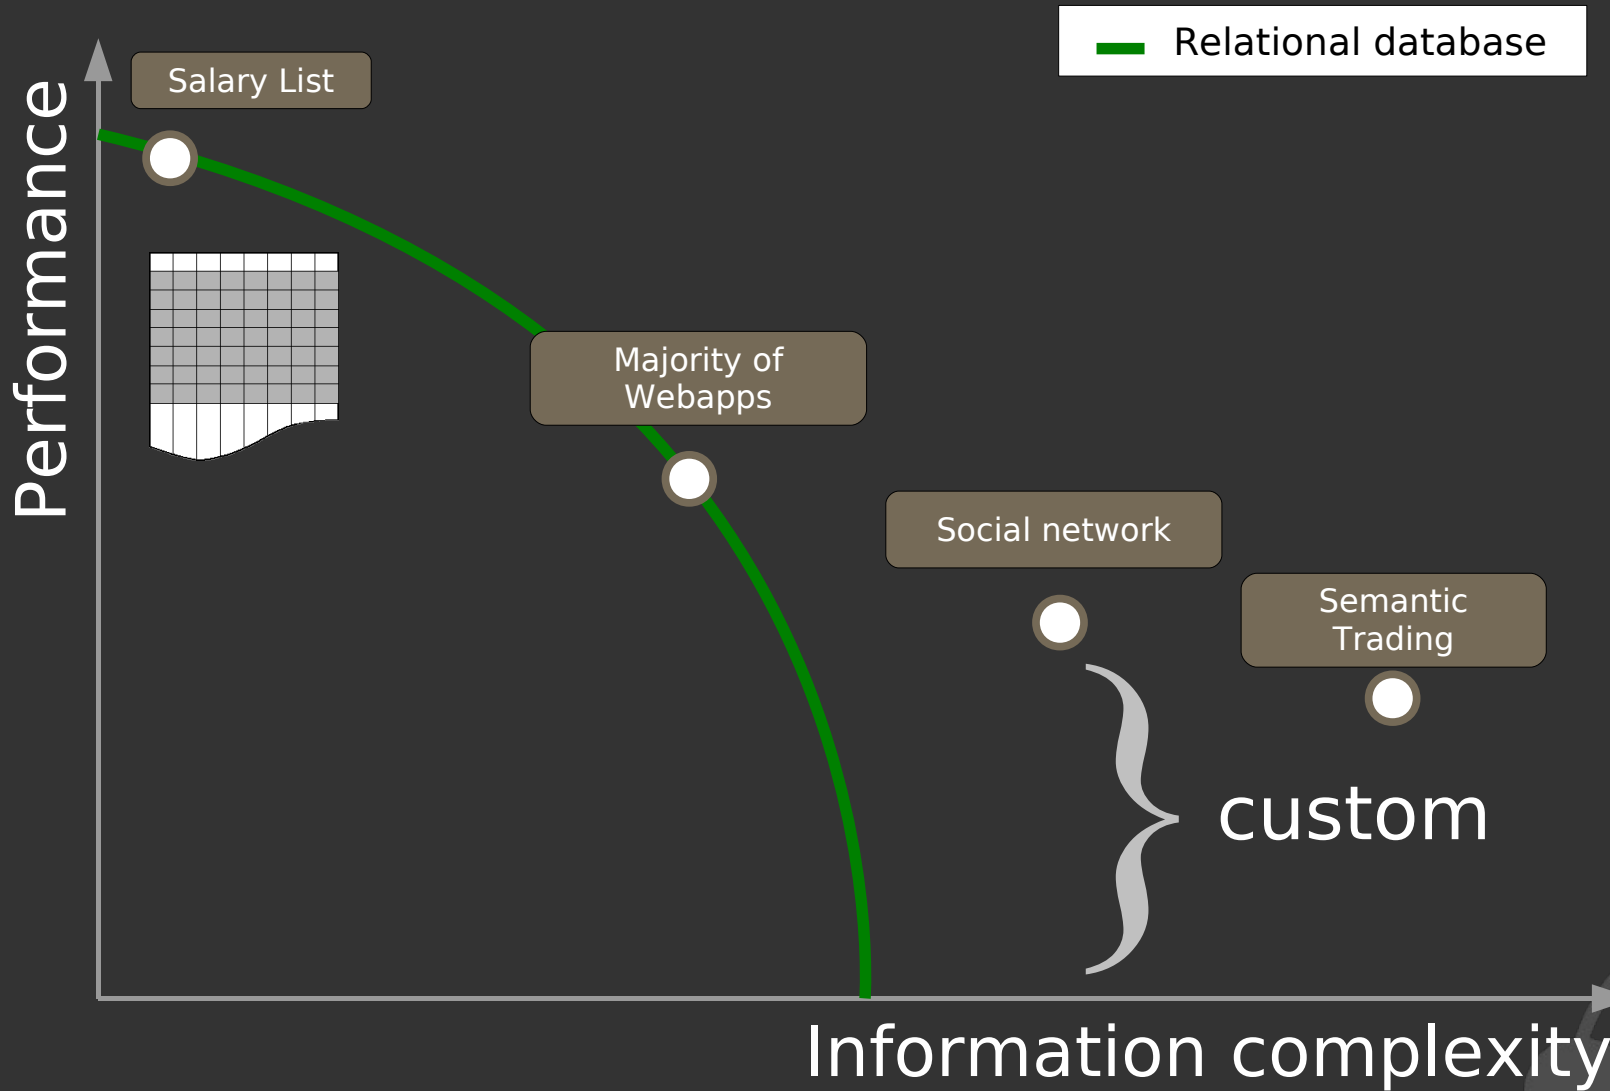 Relational database
Salary List
Performance
Majority of
Webapps
Social network
Semantic
Trading
custom
Information complexity